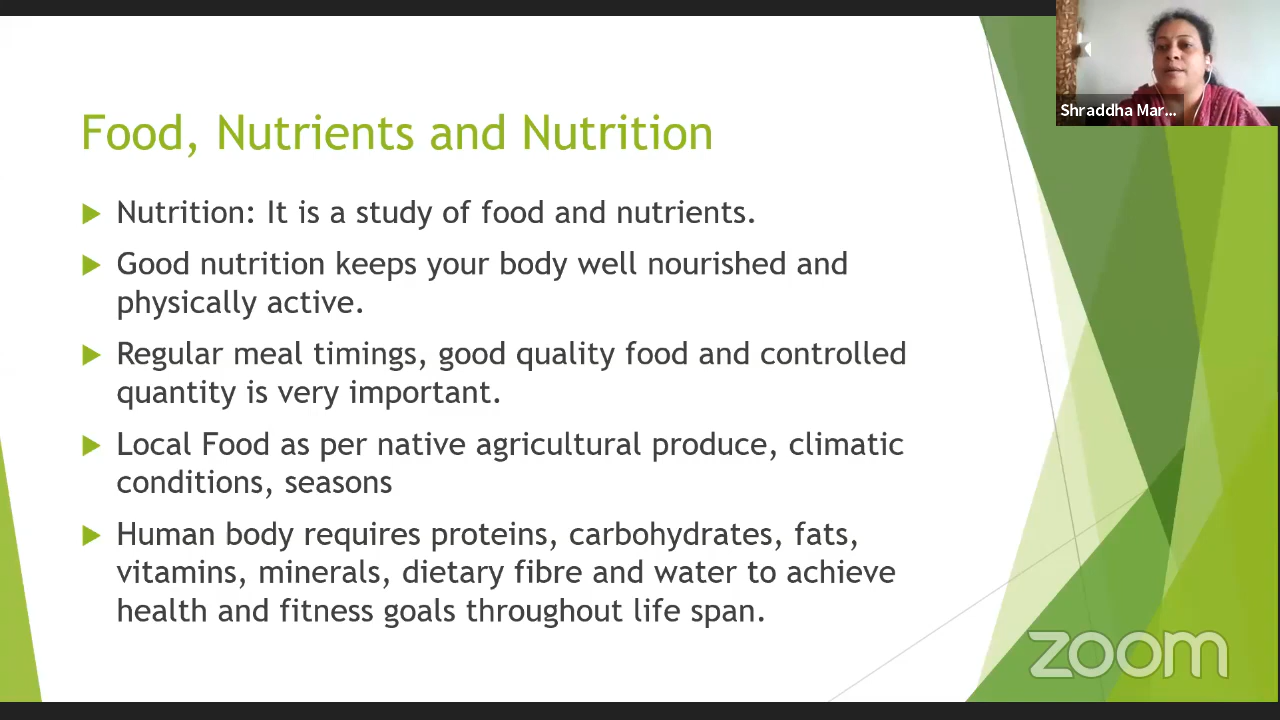 Shraddha Mar...
Food, Nutrients and Nutrition
Nutrition: It is a study of food and nutrients.
Good nutrition keeps your body well nourished and
physically active.
Regular meal timings, good quality food and controlled
quantity is very important.
Local Food as per native agricultural produce, climatic
conditions, seasons
Human body requires proteins, carbohydrates, fats,
vitamins, minerals, dietary fibre and water to achieve
health and fitness goals throughout life span.
zoom